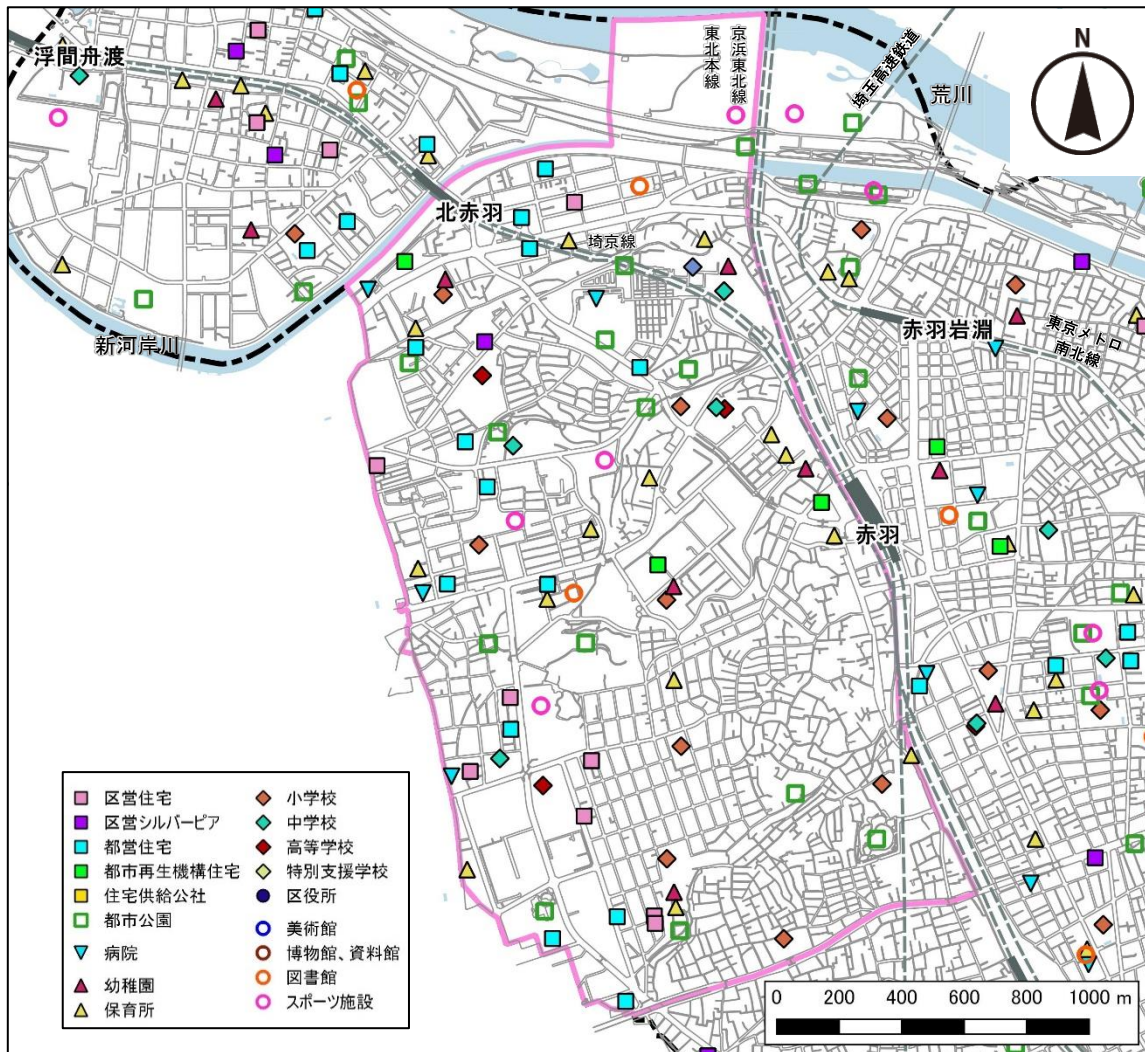 浮間舟渡
東北本線
京浜東北線
埼玉高速鉄道
荒川
N
北赤羽
埼京線
赤羽岩淵
東京メトロ
南北線
新河岸川
赤羽
区営住宅
区営シルバーピア
都営住宅
都市再生機構住宅
住宅供給公社
都市公園
病院
幼稚園
保育所
小学校
中学校
高等学校
特別支援学校
区役所
美術館
博物館、資料館
図書館
スポーツ施設
0 200 400 600 800 1000 m